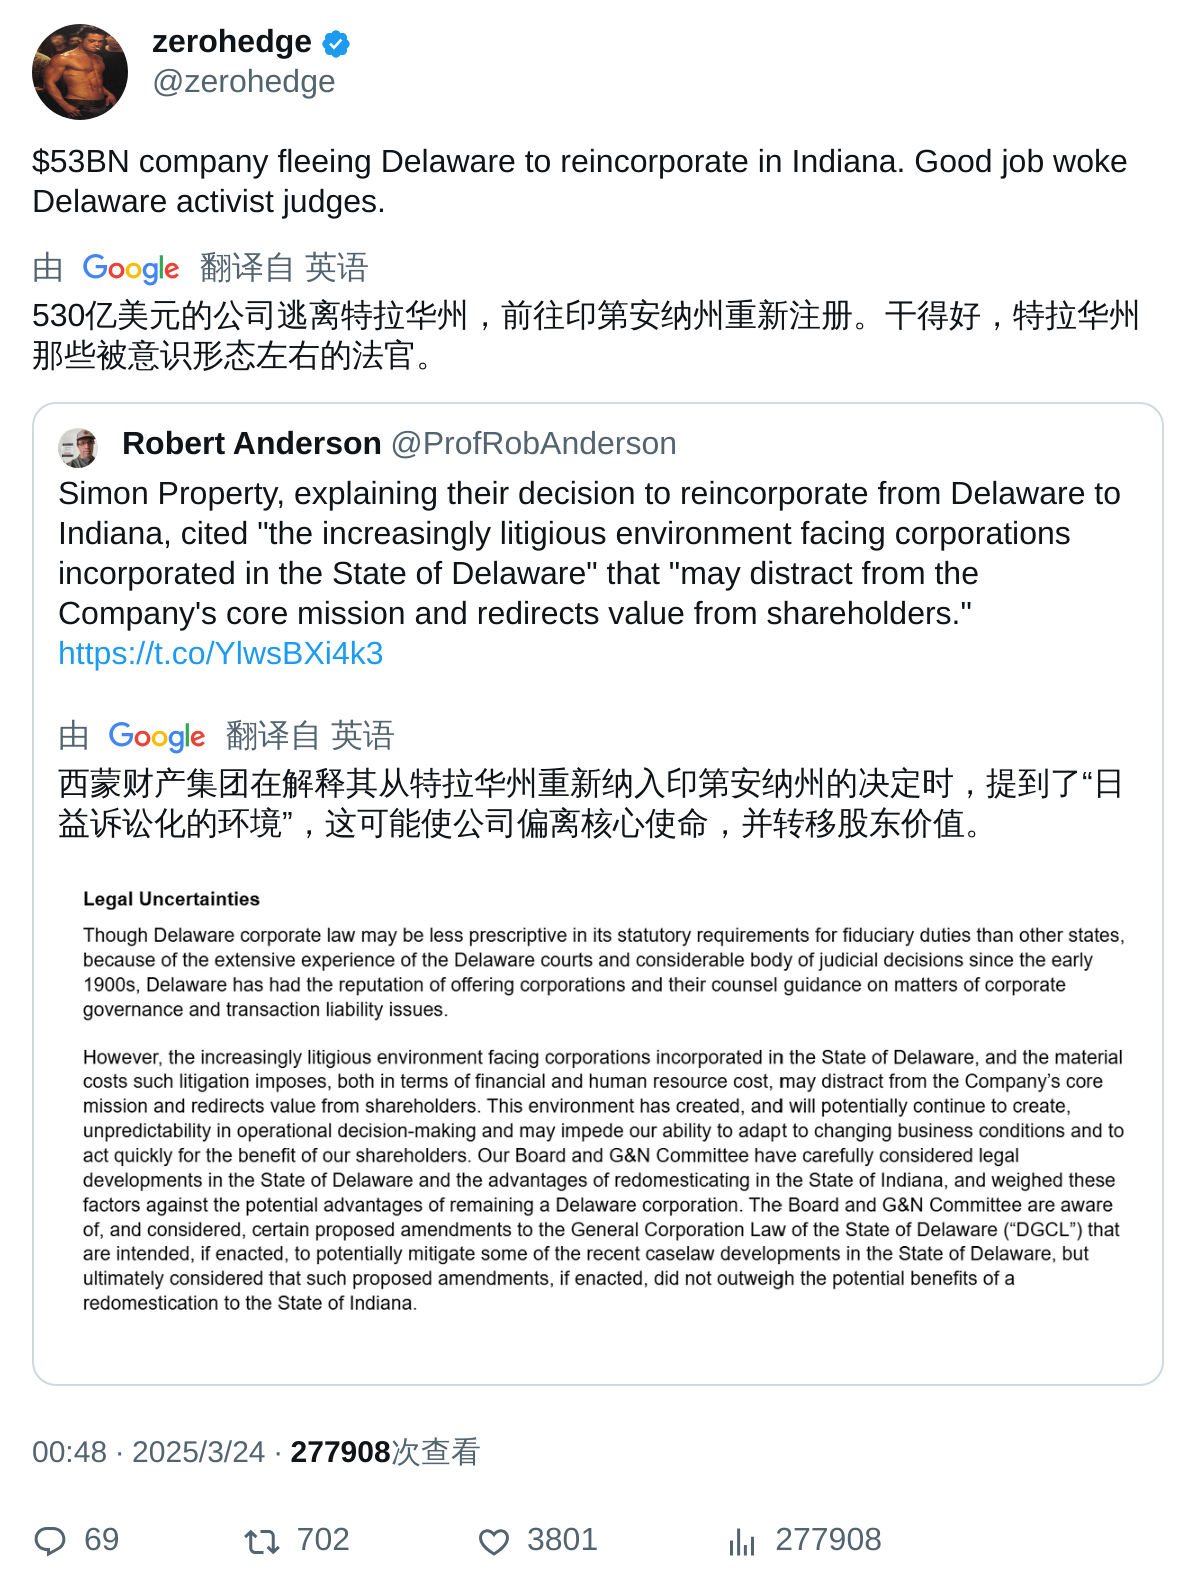 zerohedge
@zerohedge
$53BN company fleeing Delaware to reincorporate in Indiana. Good job woke
Delaware activist judges.
由 Google 翻译自 英语
530亿美元的公司逃离特拉华州，前往印第安纳州重新注册。干得好，特拉华州
那些被意识形态左右的法官。
Robert Anderson @ProfRobAnderson
Simon Property, explaining their decision to reincorporate from Delaware to
Indiana, cited "the increasingly litigious environment facing corporations
incorporated in the State of Delaware" that "may distract from the
Company's core mission and redirects value from shareholders."
https://t.co/YlwsBXi4k3
由 Google 翻译自 英语
西蒙财产集团在解释其从特拉华州重新纳入印第安纳州的决定时，提到了“日
益诉讼化的环境”，这可能使公司偏离核心使命，并转移股东价值。
Legal Uncertainties
Though Delaware corporate law may be less prescriptive in its statutory requirements for fiduciary duties than other states,
because of the extensive experience of the Delaware courts and considerable body of judicial decisions since the early
1900s, Delaware has had the reputation of offering corporations and their counsel guidance on matters of corporate
governance and transaction liability issues.
However, the increasingly litigious environment facing corporations incorporated in the State of Delaware, and the material
costs such litigation imposes, both in terms of financial and human resource cost, may distract from the Company’s core
mission and redirects value from shareholders. This environment has created, and will potentially continue to create,
unpredictability in operational decision-making and may impede our ability to adapt to changing business conditions and to
act quickly for the benefit of our shareholders. Our Board and G&N Committee have carefully considered legal
developments in the State of Delaware and the advantages of redomesticating in the State of Indiana, and weighed these
factors against the potential advantages of remaining a Delaware corporation. The Board and G&N Committee are aware
of, and considered, certain proposed amendments to the General Corporation Law of the State of Delaware (“DGCL”) that
are intended, if enacted, to potentially mitigate some of the recent caselaw developments in the State of Delaware, but
ultimately considered that such proposed amendments, if enacted, did not outweigh the potential benefits of a
redomestication to the State of Indiana.
00:48 · 2025/3/24 · 277908次查看
69 702 3801 277908